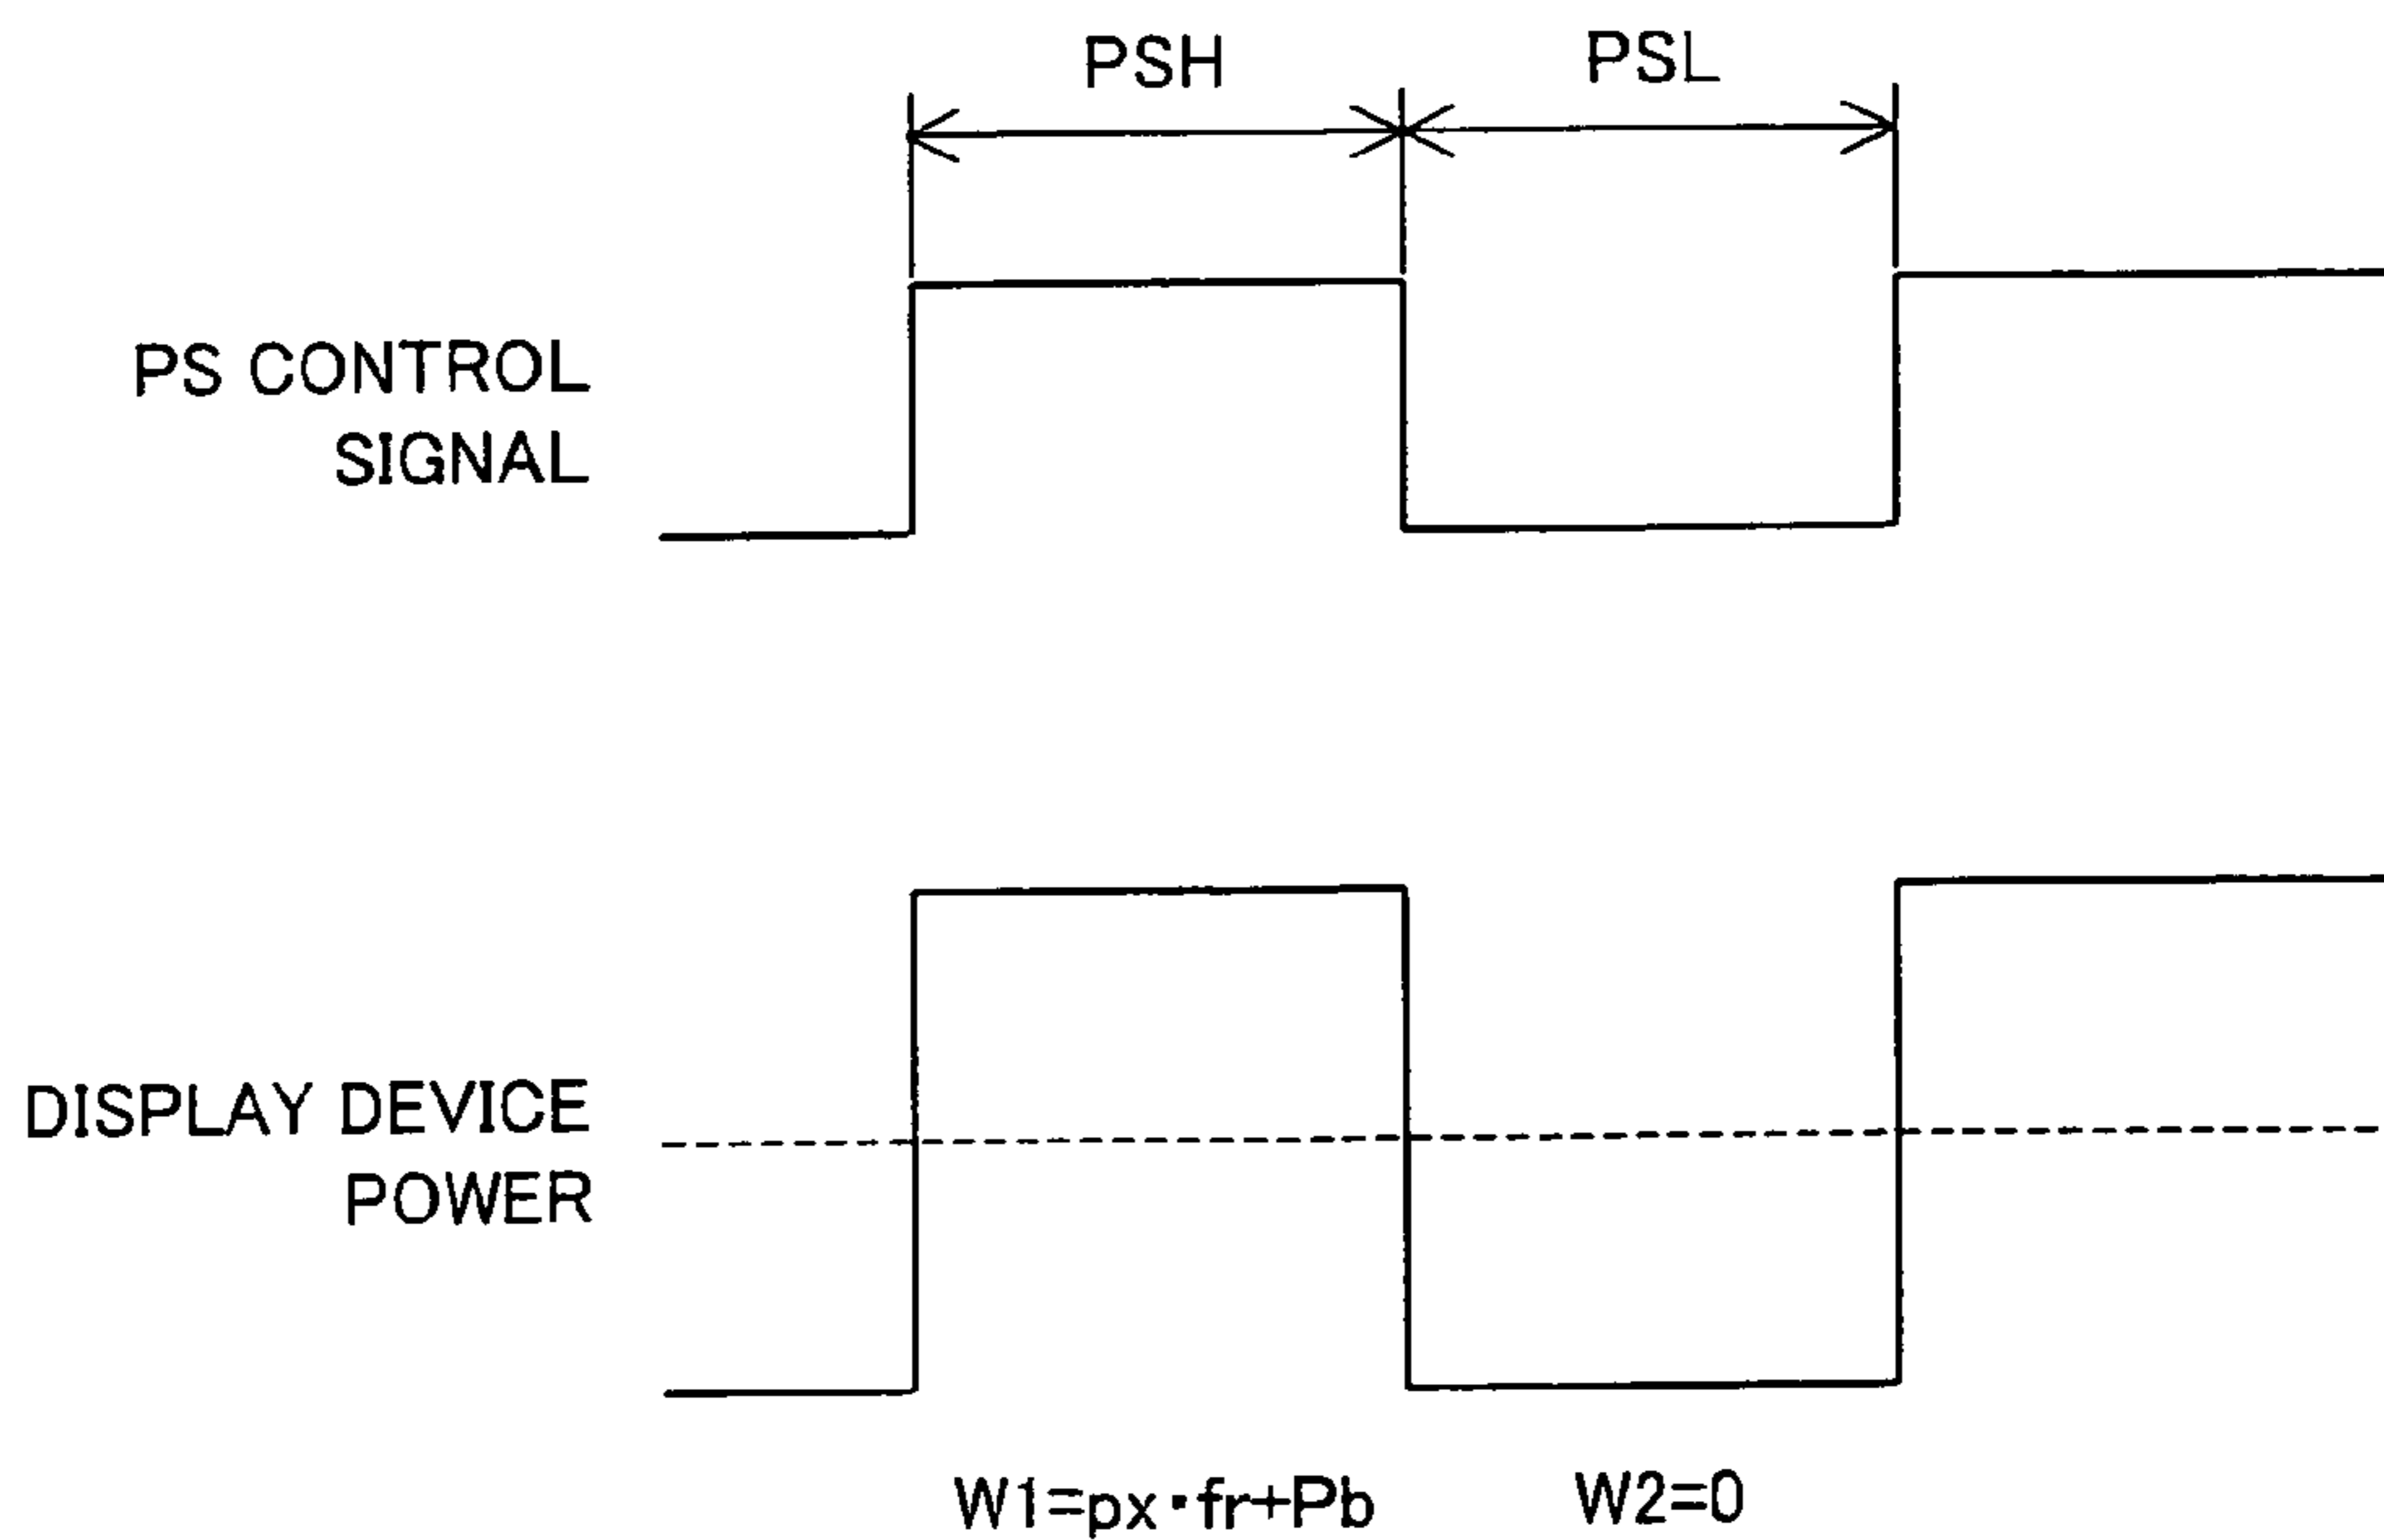 PSH
PSL
PS CONTROL
SIGNAL
DISPLAY DEVICE
POWER
W1=px·fr+Pb
W2=0